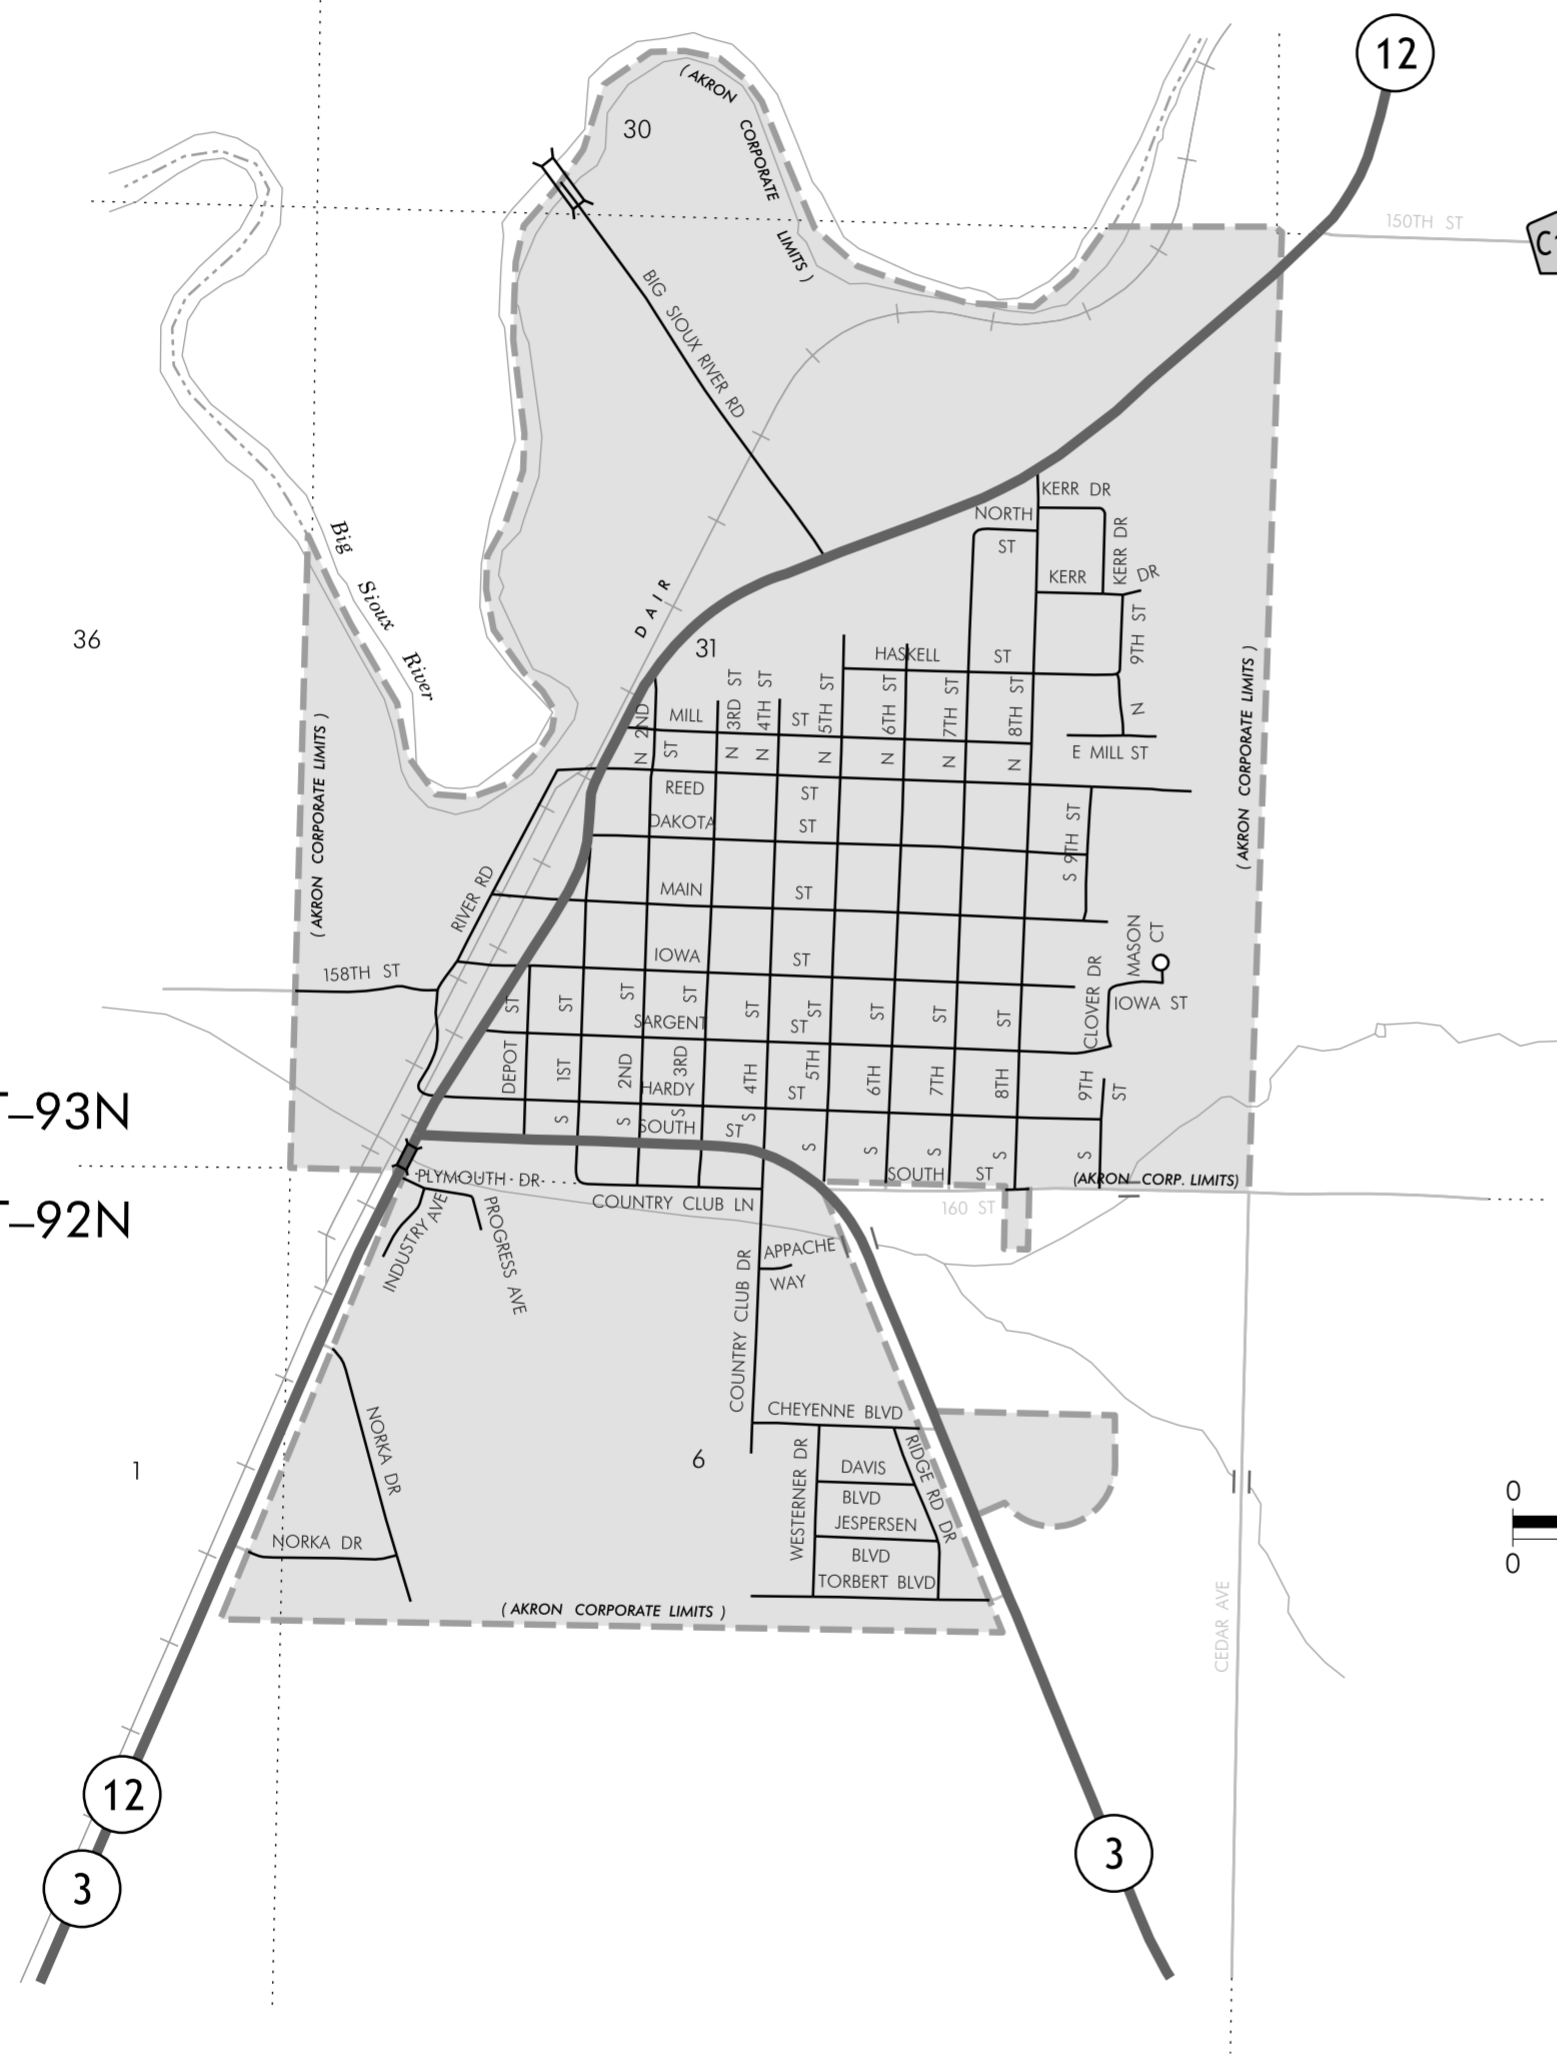 12
( AKRON CORPORATE LIMITS )
30
150TH ST
BIG SIOUX RIVER RD
KERR DR
NORTH ST
KERR DR
KERR DR
Big Sioux River
DAIR
9TH ST N
36
31
HASKELL ST
N 2ND ST
N 3RD ST
N 4TH ST
N 5TH ST
N 6TH ST
N 7TH ST
N 8TH ST
MILL ST
E MILL ST
( AKRON CORPORATE LIMITS )
( AKRON CORPORATE LIMITS )
REED ST
DAKOTA ST
S 9TH ST
MAIN ST
RIVER RD
MASON CT
IOWA ST
158TH ST
CLOVER DR
IOWA ST
SARGENT ST
DEPOT ST
S 1ST ST
S 2ND ST
S 3RD ST
S 4TH ST
S 5TH ST
S 6TH ST
S 7TH ST
S 8TH ST
S 9TH ST
HARDY ST
T–93N
SOUTH ST
SOUTH ST
(AKRON CORP. LIMITS)
PLYMOUTH DR
COUNTRY CLUB LN
160 ST
T–92N
INDUSTRY AVE
PROGRESS AVE
APPACHE WAY
COUNTRY CLUB DR
CHEYENNE BLVD
NORKA DR
1
6
WESTERNER DR
DAVIS BLVD
RIDGE RD DR
JESPERSEN BLVD
TORBERT BLVD
NORKA DR
0
0
( AKRON CORPORATE LIMITS )
CEDAR AVE
12
3
3